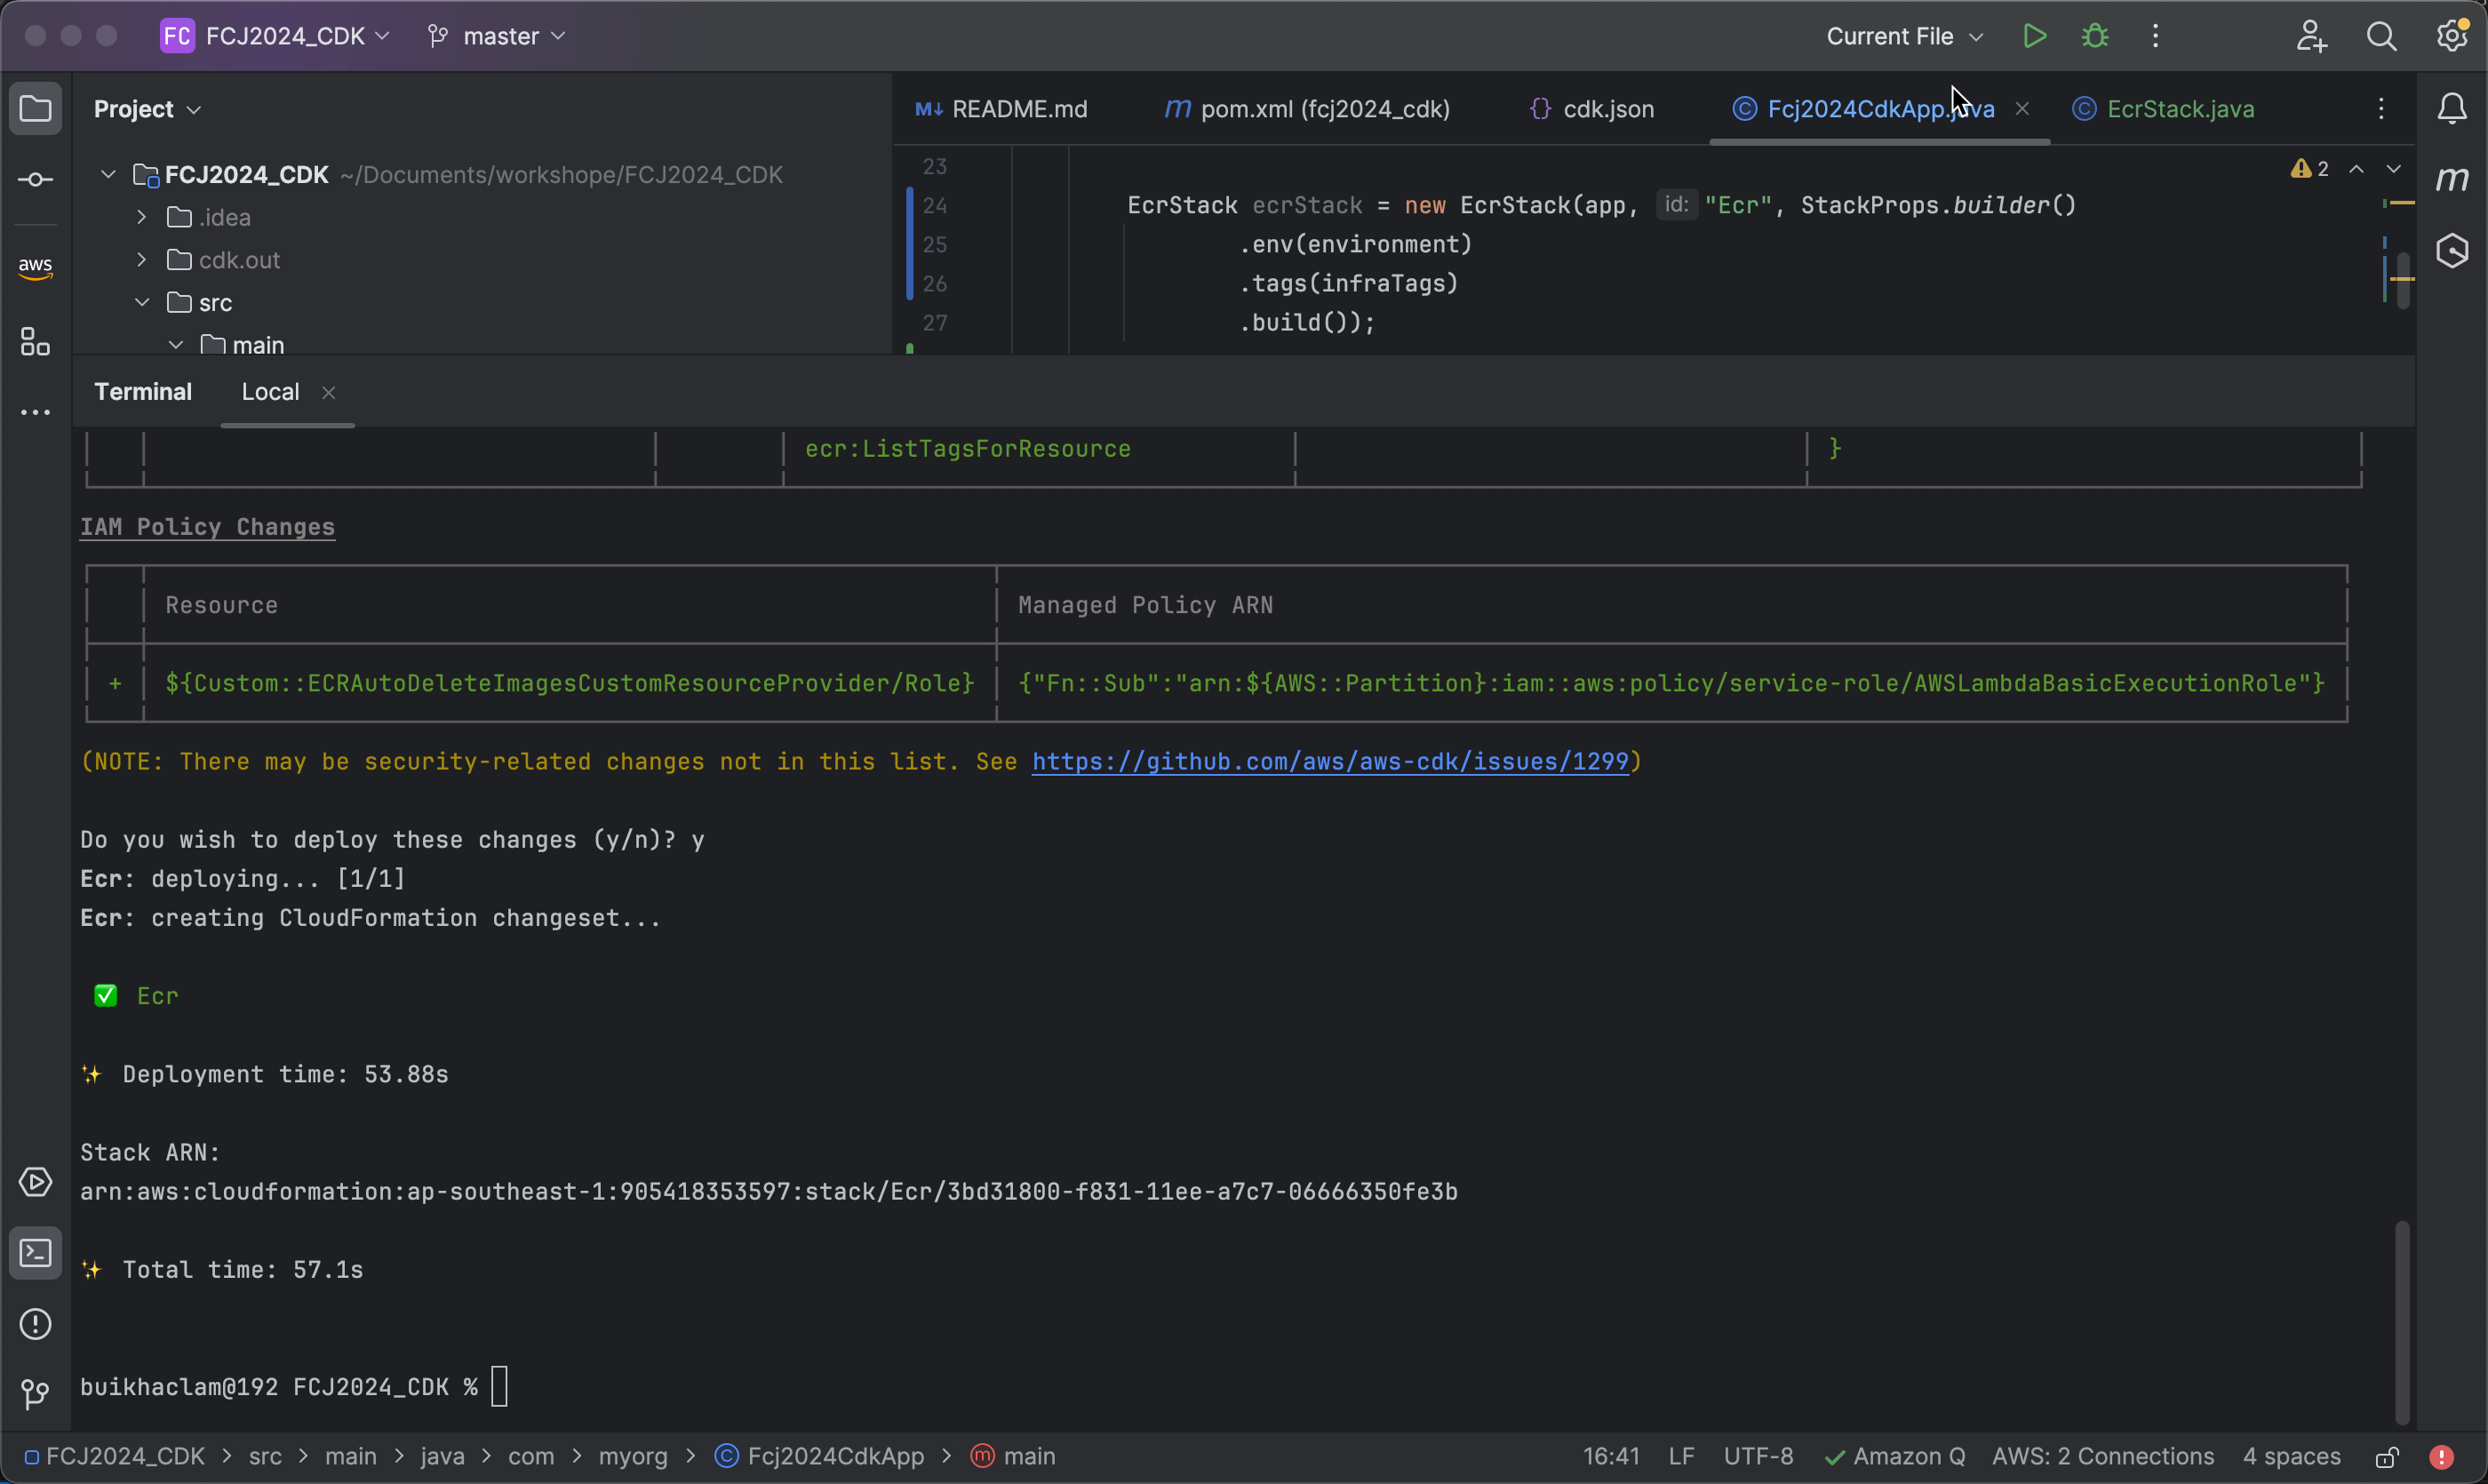 FC FCJ2024_CDK master Current File
Project
README.md pom.xml (fcj2024_cdk) cdk.json Fcj2024CdkApp.java EcrStack.java
FCJ2024_CDK ~/Documents/workshope/FCJ2024_CDK
.idea
cdk.out
src
main
aws
2
23
24 EcrStack ecrStack = new EcrStack(app, id: "Ecr", StackProps.builder()
25 .env(environment)
26 .tags(infraTags)
27 .build());
Terminal Local
ecr:ListTagsForResource }
IAM Policy Changes
Resource Managed Policy ARN
+ ${Custom::ECRAutoDeleteImagesCustomResourceProvider/Role} {"Fn::Sub":"arn:${AWS::Partition}:iam::aws:policy/service-role/AWSLambdaBasicExecutionRole"}
(NOTE: There may be security-related changes not in this list. See https://github.com/aws/aws-cdk/issues/1299)
Do you wish to deploy these changes (y/n)? y
Ecr: deploying... [1/1]
Ecr: creating CloudFormation changeset...
✅ Ecr
✨ Deployment time: 53.88s
Stack ARN:
arn:aws:cloudformation:ap-southeast-1:905418353597:stack/Ecr/3bd31800-f831-11ee-a7c7-06666350fe3b
✨ Total time: 57.1s
buikhaclam@192 FCJ2024_CDK %
FCJ2024_CDK > src > main > java > com > myorg > Fcj2024CdkApp > main 16:41 LF UTF-8 Amazon Q AWS: 2 Connections 4 spaces